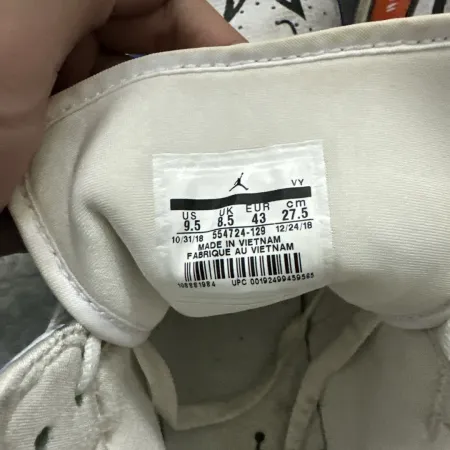 VY
US UK EUR cm
9.5 8.5 43 27.5
10/31/18 554724-129 12/24/18
MADE IN VIETNAM
FABRIQUE AU VIETNAM
UPC 00192499459565